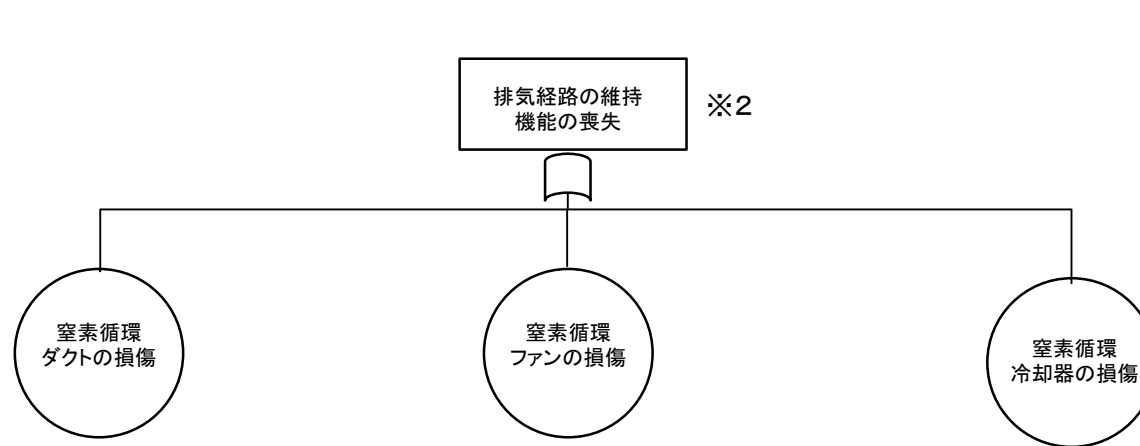 排気経路の維持
機能の喪失
※2
窒素循環
ダクトの損傷
窒素循環
ファンの損傷
窒素循環
冷却器の損傷